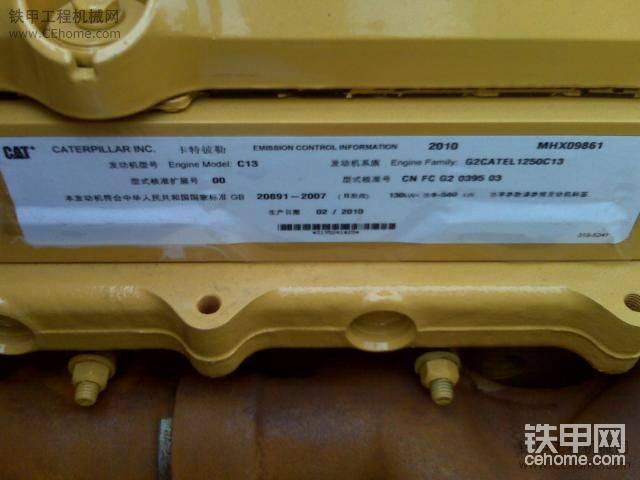 铁甲工程机械网
www.CEhome.com
CAT CATERPILLAR INC. 卡特彼勒 EMISSION CONTROL INFORMATION 2010 MHX09861
发动机型号 Engine Model: C13 发动机系族 Engine Family: G2CATEL1250C13
型式核准扩展号 00 型式核准号 CN FC G2 0395 03
本发动机符合中华人民共和国国家标准 GB 20891-2007
生产日期 02 / 2010
铁甲网
cehome.com